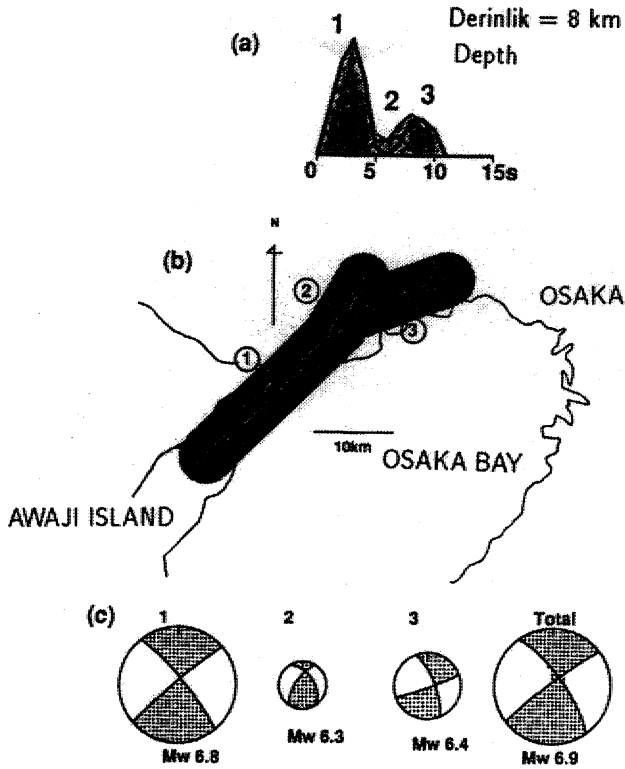 1
Derinlik = 8 km
(a)
Depth
2 3
0 5 10 15s
N
(b)
2
OSAKA
3
1
10km
OSAKA BAY
AWAJI ISLAND
(c) 1 2 3 Total
Mw 6.8 Mw 6.3 Mw 6.4 Mw 6.9